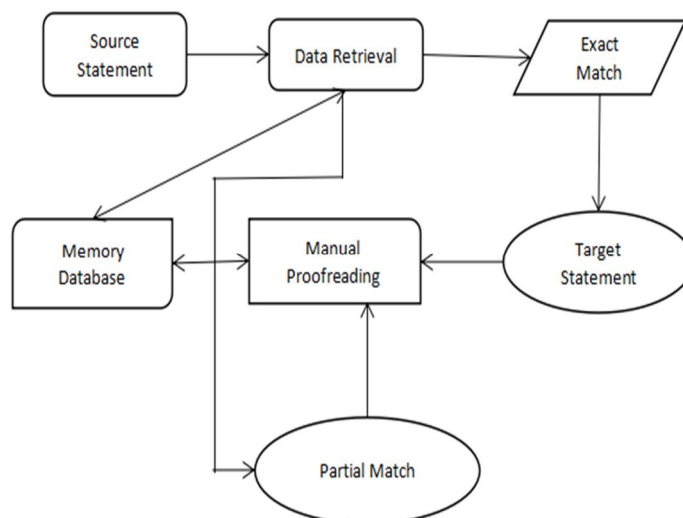 Source
Statement
Data Retrieval
Exact
Match
Memory
Database
Manual
Proofreading
Target
Statement
Partial Match